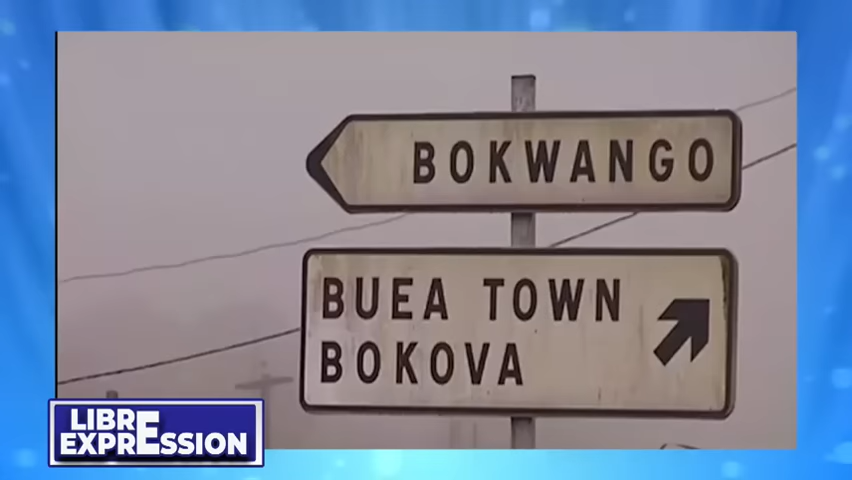 BOKWANGO
BUEA TOWN
BOKOVA
LIBRE
EXPRESSION